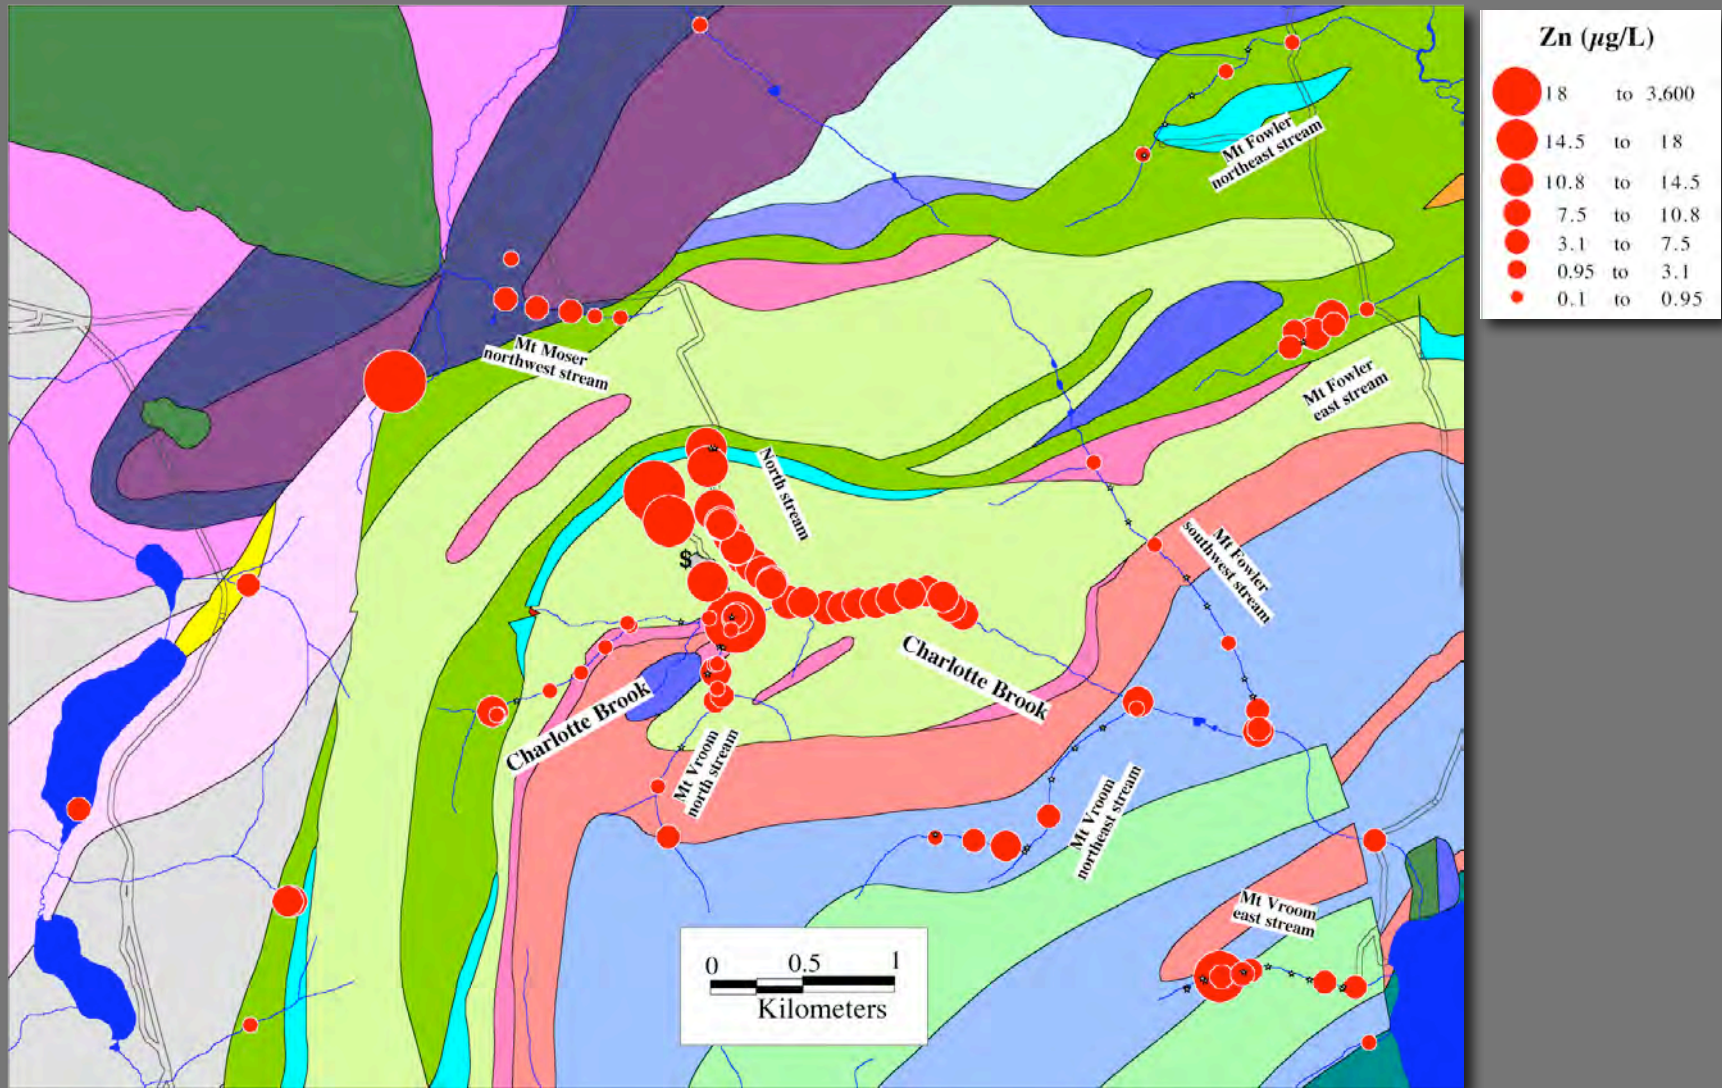 Zn (µg/L)
18 to 3,600
14.5 to 18
10.8 to 14.5
7.5 to 10.8
3.1 to 7.5
0.95 to 3.1
0.1 to 0.95
Mt Fowler
northeast stream
Mt Moser
northwest stream
Mt Fowler
east stream
North stream
$
Mt Fowler
southwest stream
Charlotte Brook
Charlotte Brook
Mt Vroom
north stream
Mt Vroom
northeast stream
Mt Vroom
east stream
0 0.5 1
Kilometers